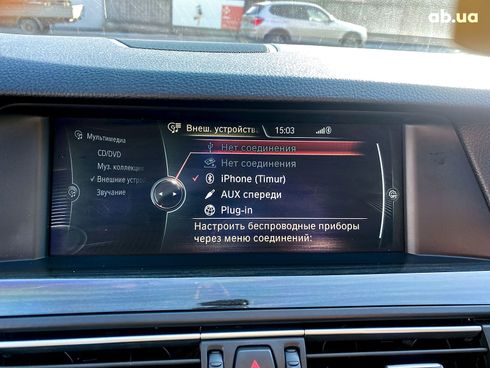 ab.ua
Внеш. устройств.
15:03
Мультимедиа
CD/DVD
Муз. коллекци
Внешние устро
Звучание
Нет соединения
Нет соединения
iPhone (Timur)
AUX спереди
Plug-in
Настроить беспроводные приборы
через меню соединений: